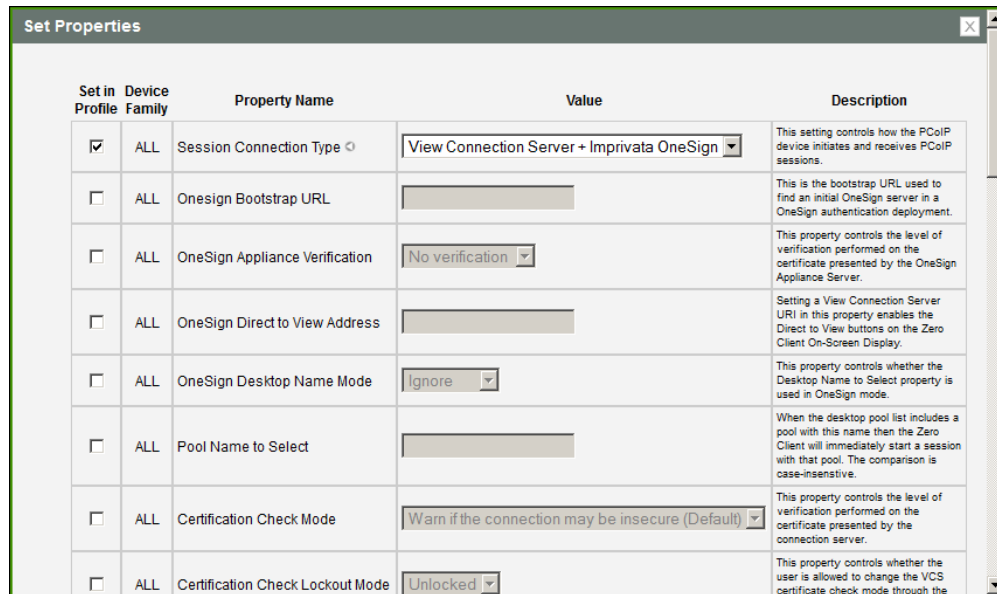 Set Properties
X
Set in Profile
Device Family
Property Name
Value
Description
ALL
Session Connection Type
View Connection Server + Imprivata OneSign
This setting controls how the PCoIP
device initiates and receives PCoIP
sessions.
ALL
Onesign Bootstrap URL
This is the bootstrap URL used to
find an initial OneSign server in a
OneSign authentication deployment.
ALL
OneSign Appliance Verification
No verification
This property controls the level of
verification performed on the
certificate presented by the OneSign
Appliance Server.
ALL
OneSign Direct to View Address
Setting a View Connection Server
URI in this property enables the
Direct to View buttons on the Zero
Client On-Screen Display.
ALL
OneSign Desktop Name Mode
Ignore
This property controls whether the
Desktop Name to Select property is
used in OneSign mode.
ALL
Pool Name to Select
When the desktop pool list includes a
pool with this name then the Zero
Client will immediately start a session
with that pool. The comparison is
case-insenstive.
ALL
Certification Check Mode
Warn if the connection may be insecure (Default)
This property controls the level of
verification performed on the
certificate presented by the
connection server.
ALL
Certification Check Lockout Mode
Unlocked
This property controls whether the
user is allowed to change the VCS
certificate check mode through the